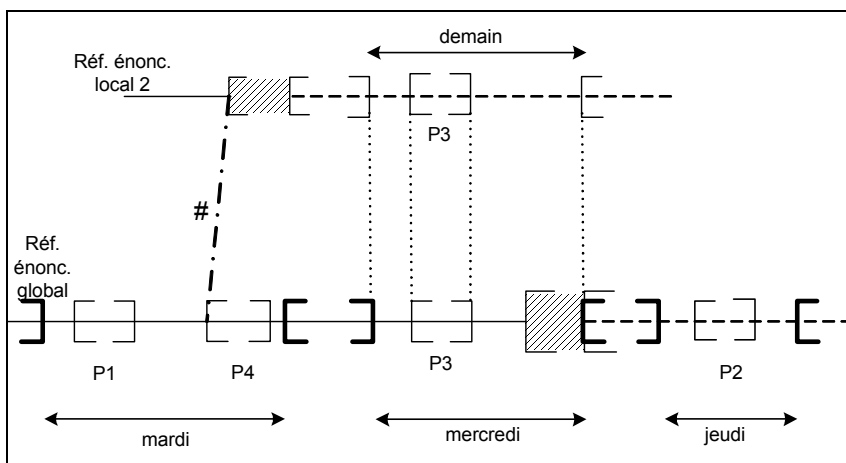 demain
Réf. énonc.
local 2
P3
#
Réf.
énonc.
global
P1
P4
P3
P2
mardi
mercredi
jeudi